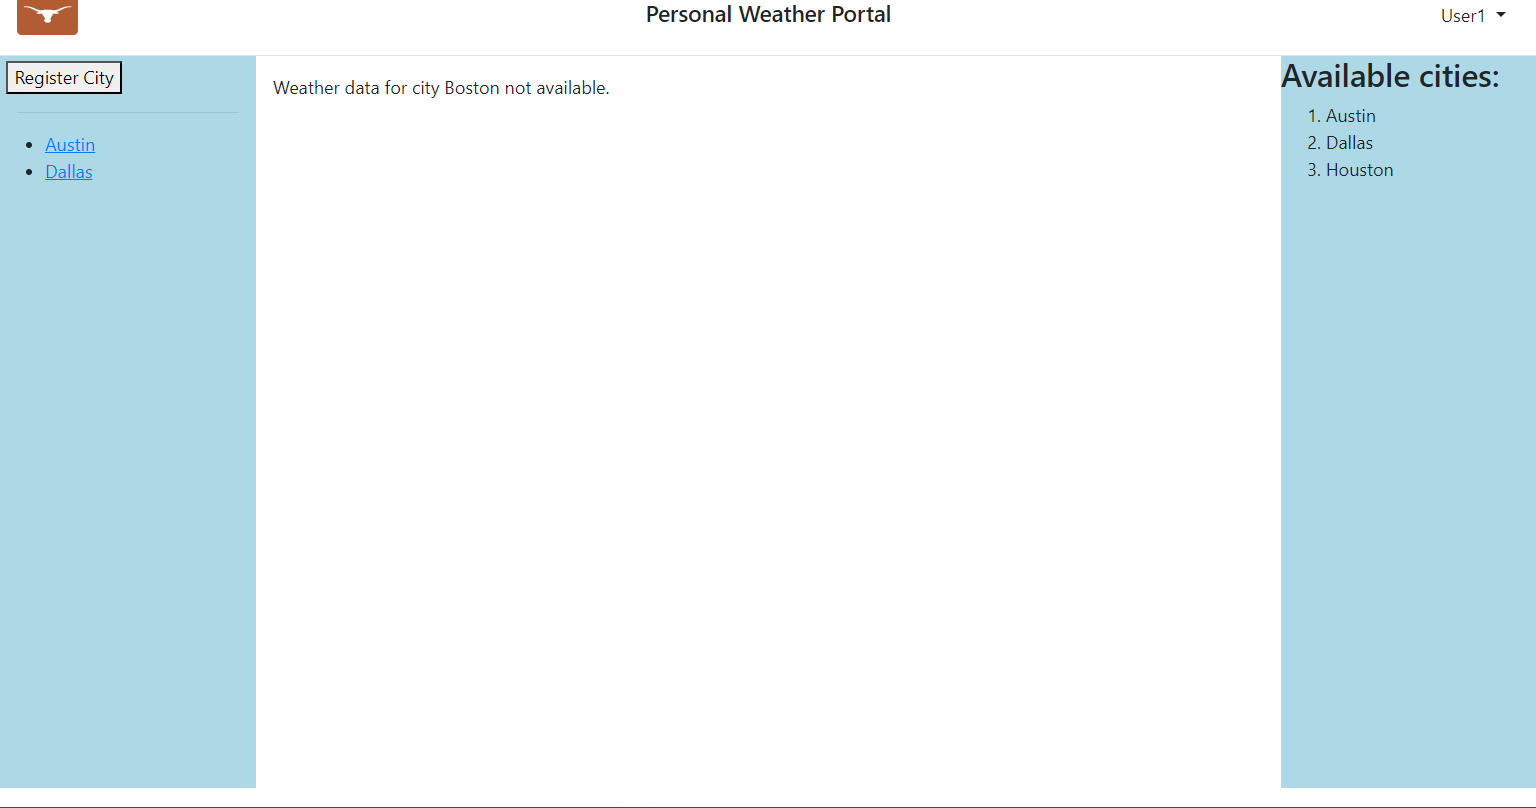 Personal Weather Portal
User1
Register City
Austin
Dallas
Weather data for city Boston not available.
Available cities:
1. Austin
2. Dallas
3. Houston